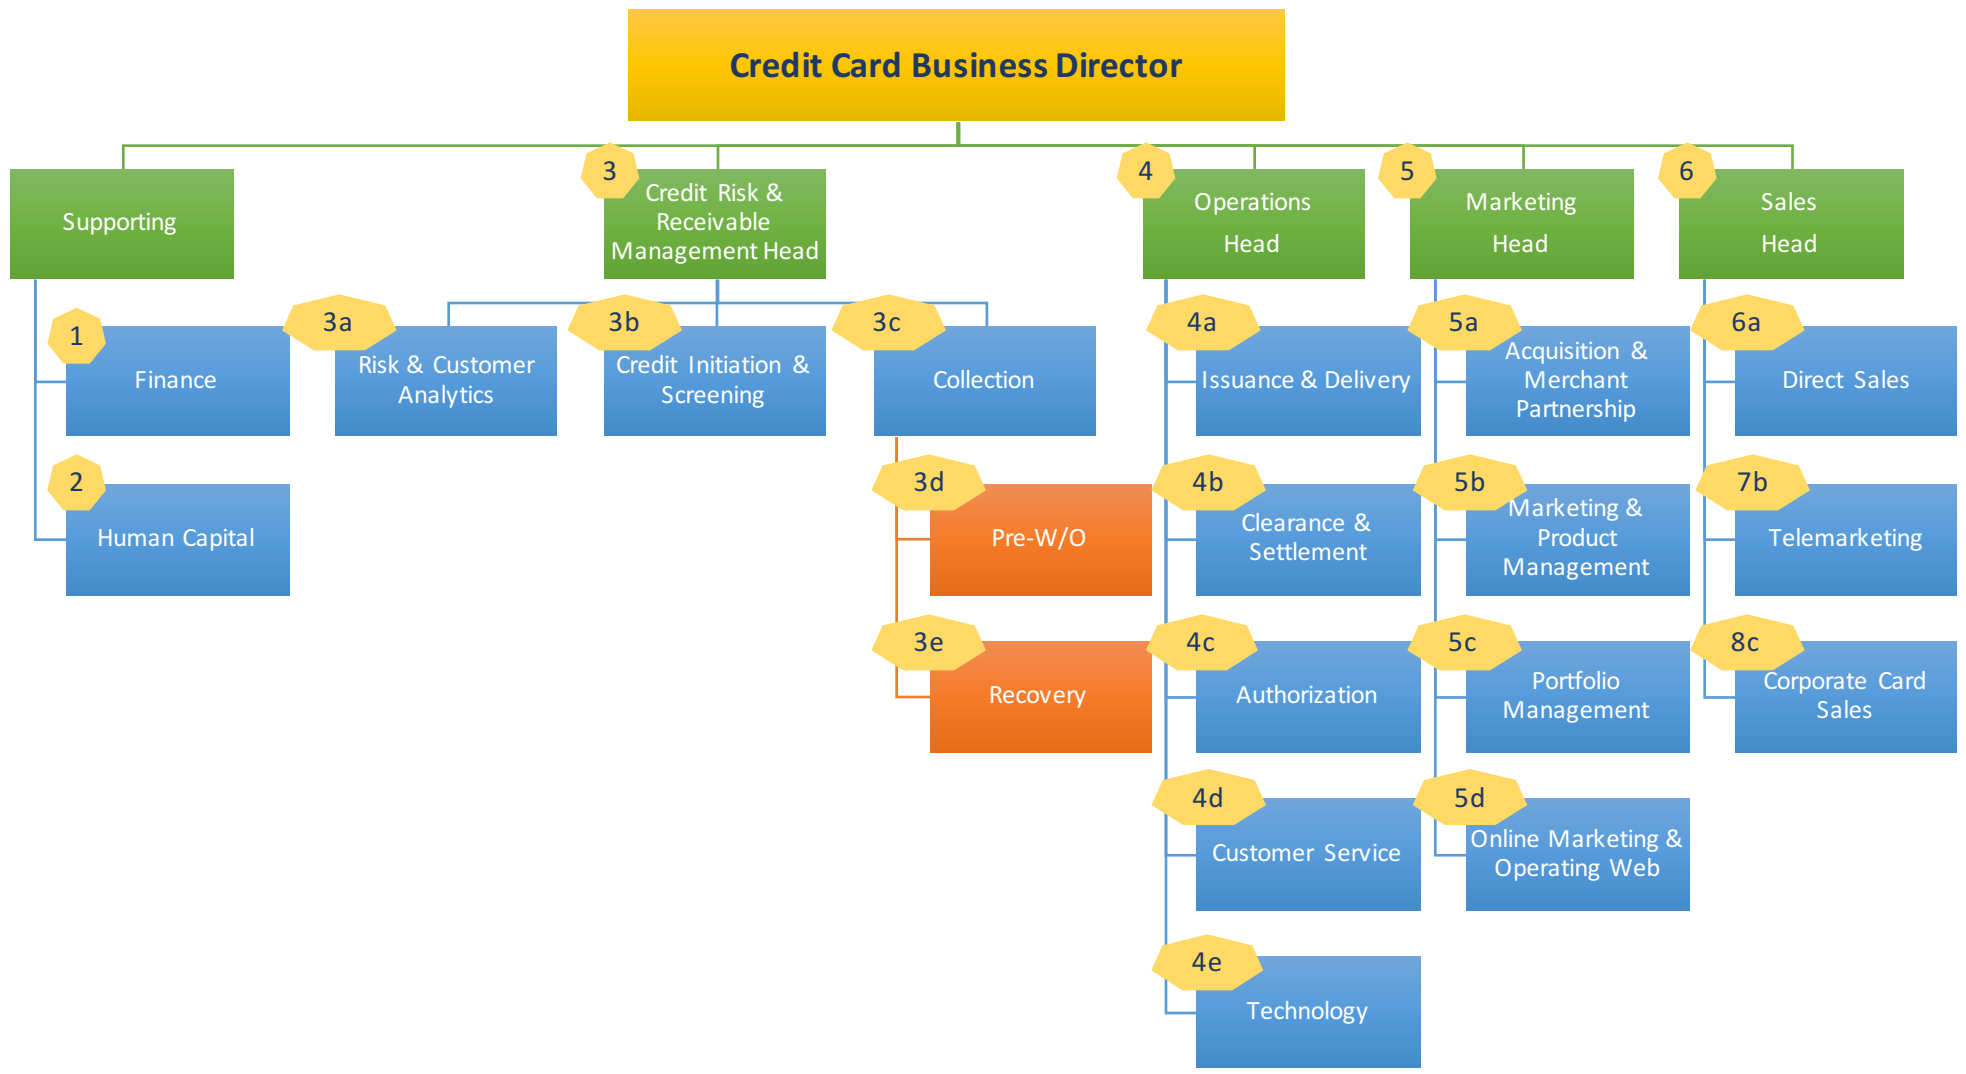 Credit Card Business Director
Supporting
3
Credit Risk &
Receivable
Management Head
4
Operations
Head
5
Marketing
Head
6
Sales
Head
1
Finance
2
Human Capital
3a
Risk & Customer
Analytics
3b
Credit Initiation &
Screening
3c
Collection
3d
Pre-W/O
3e
Recovery
4a
Issuance & Delivery
4b
Clearance &
Settlement
4c
Authorization
4d
Customer Service
4e
Technology
5a
Acquisition &
Merchant
Partnership
5b
Marketing &
Product
Management
5c
Portfolio
Management
5d
Online Marketing &
Operating Web
6a
Direct Sales
7b
Telemarketing
8c
Corporate Card
Sales